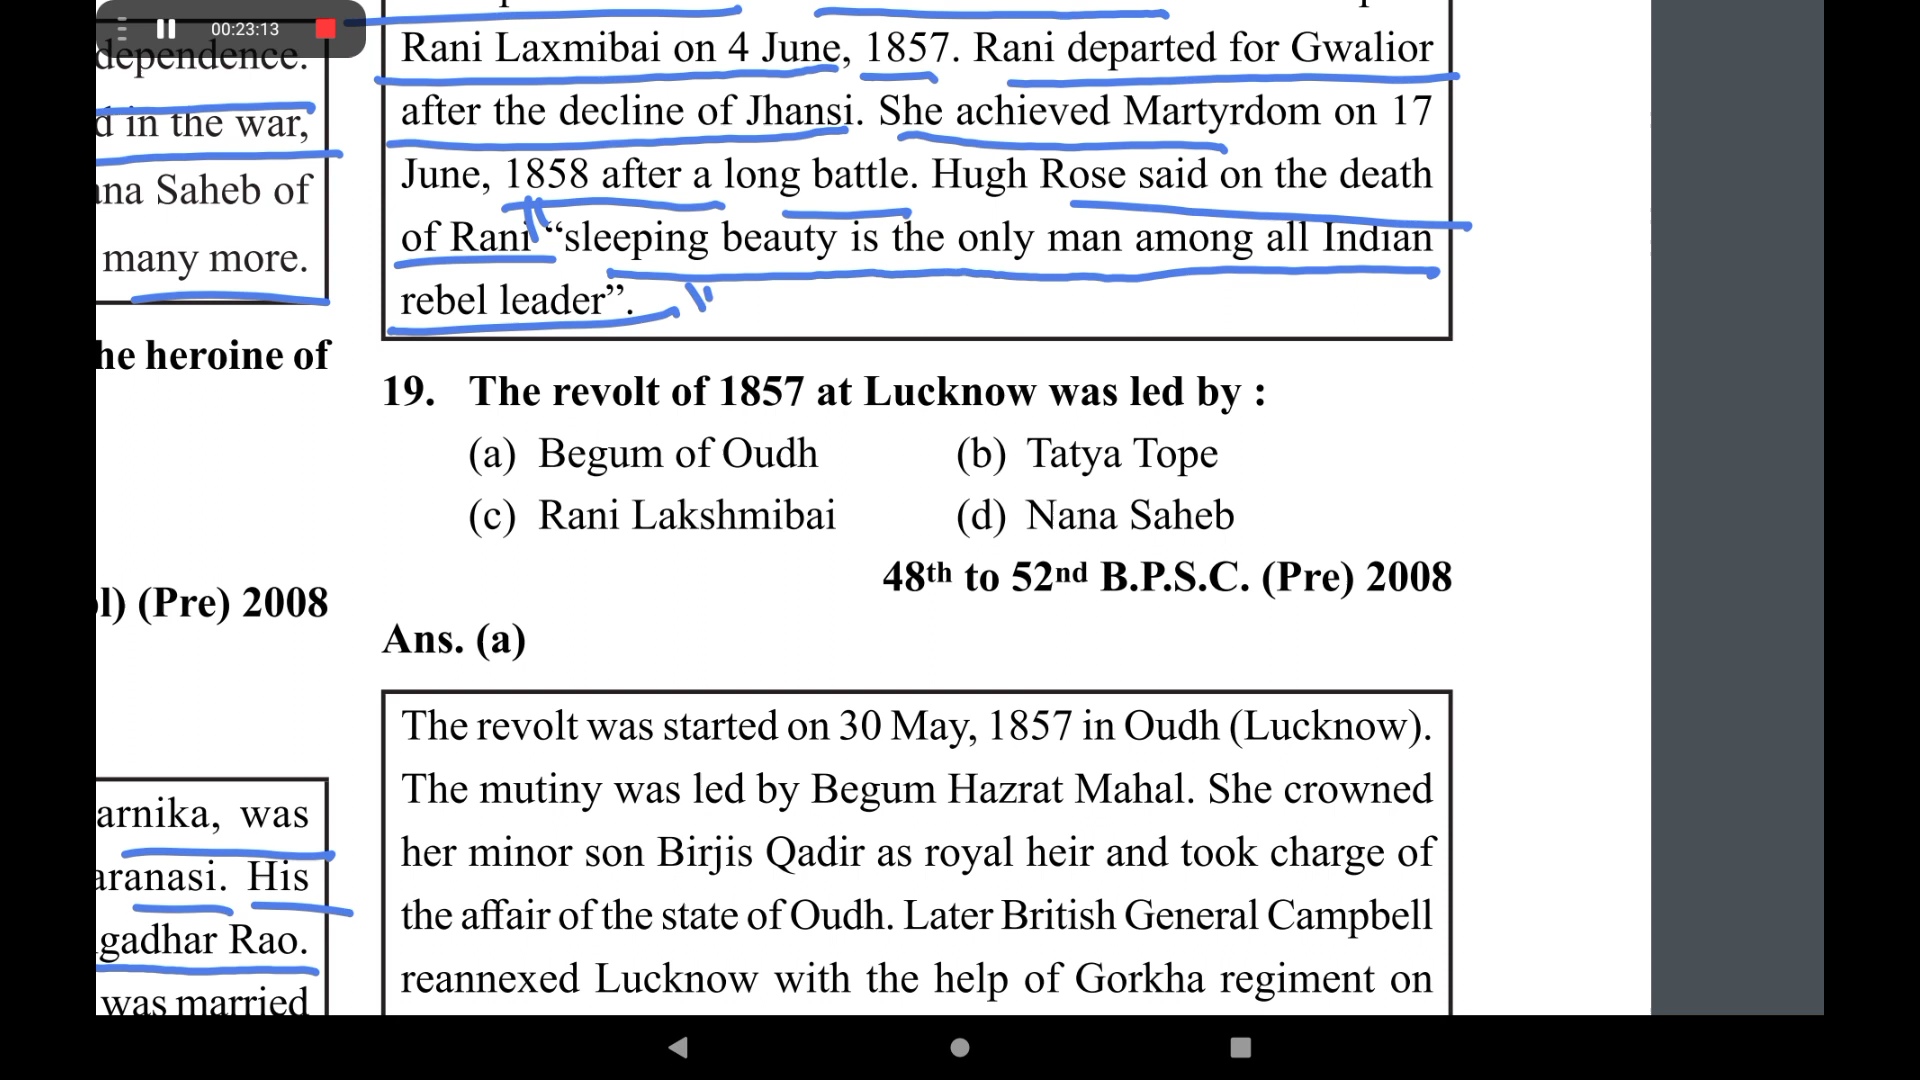 00:23:13
dependence.
d in the war,
na Saheb of
many more.
he heroine of
l) (Pre) 2008
arnika, was
aranasi. His
gadhar Rao.
was married
Rani Laxmibai on 4 June, 1857. Rani departed for Gwalior
after the decline of Jhansi. She achieved Martyrdom on 17
June, 1858 after a long battle. Hugh Rose said on the death
of Rani “sleeping beauty is the only man among all Indian
rebel leader”.
19. The revolt of 1857 at Lucknow was led by :
(a) Begum of Oudh (b) Tatya Tope
(c) Rani Lakshmibai (d) Nana Saheb
48th to 52nd B.P.S.C. (Pre) 2008
Ans. (a)
The revolt was started on 30 May, 1857 in Oudh (Lucknow).
The mutiny was led by Begum Hazrat Mahal. She crowned
her minor son Birjis Qadir as royal heir and took charge of
the affair of the state of Oudh. Later British General Campbell
reannexed Lucknow with the help of Gorkha regiment on